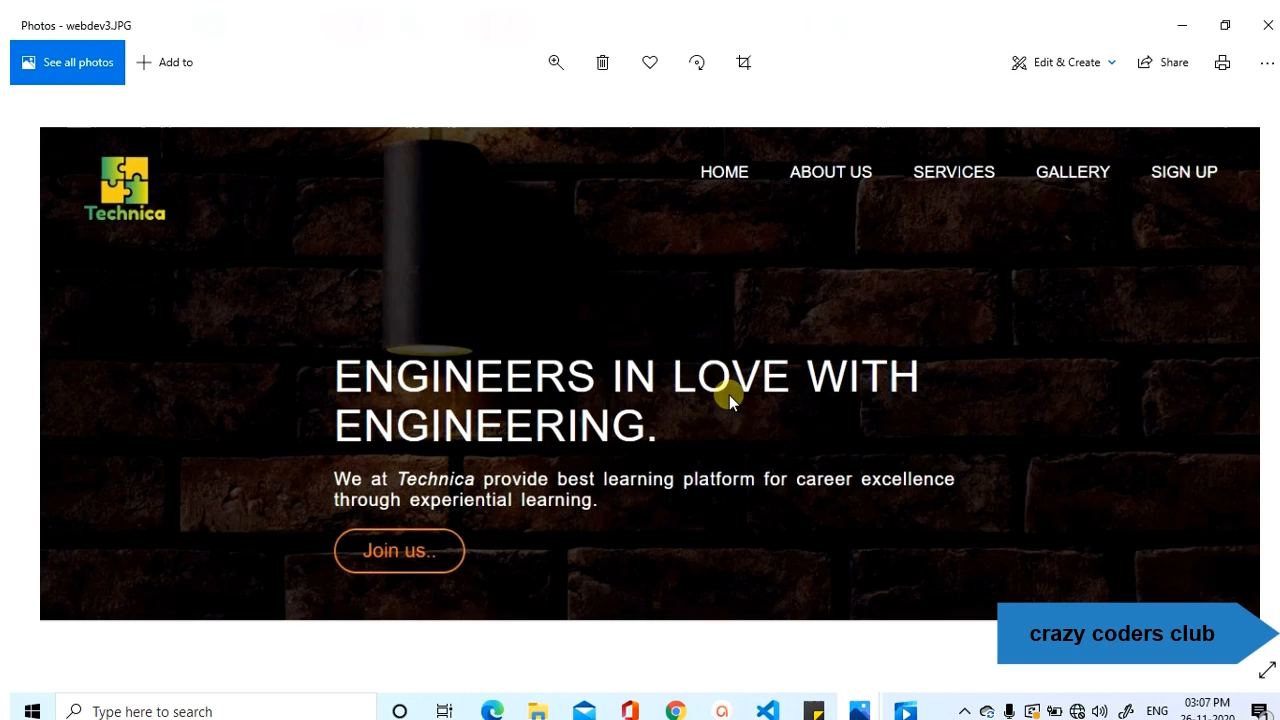 Photos - webdev3.JPG
See all photos
Add to
Edit & Create
Share
Technica
HOME
ABOUT US
SERVICES
GALLERY
SIGN UP
ENGINEERS IN LOVE WITH
ENGINEERING.
We at Technica provide best learning platform for career excellence
through experiential learning.
Join us..
crazy coders club
Type here to search
ENG
03:07 PM